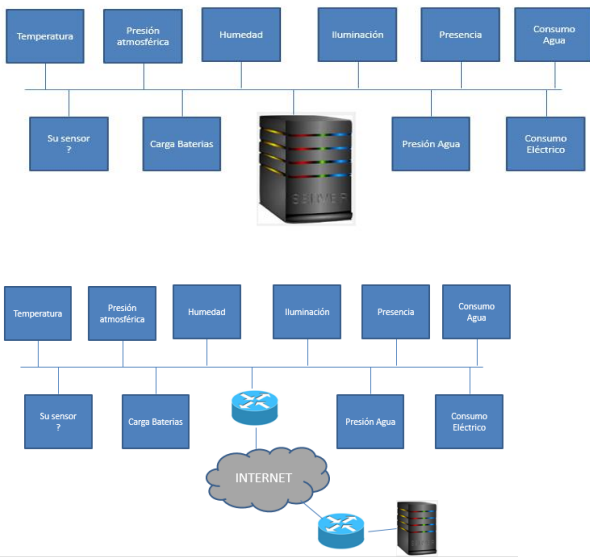 Temperatura
Presión
atmosférica
Humedad
Iluminación
Presencia
Consumo
Agua
Su sensor
?
Carga Baterias
SERVER
Presión Agua
Consumo
Eléctrico
Temperatura
Presión
atmosférica
Humedad
Iluminación
Presencia
Consumo
Agua
Su sensor
?
Carga Baterias
Presión Agua
Consumo
Eléctrico
INTERNET